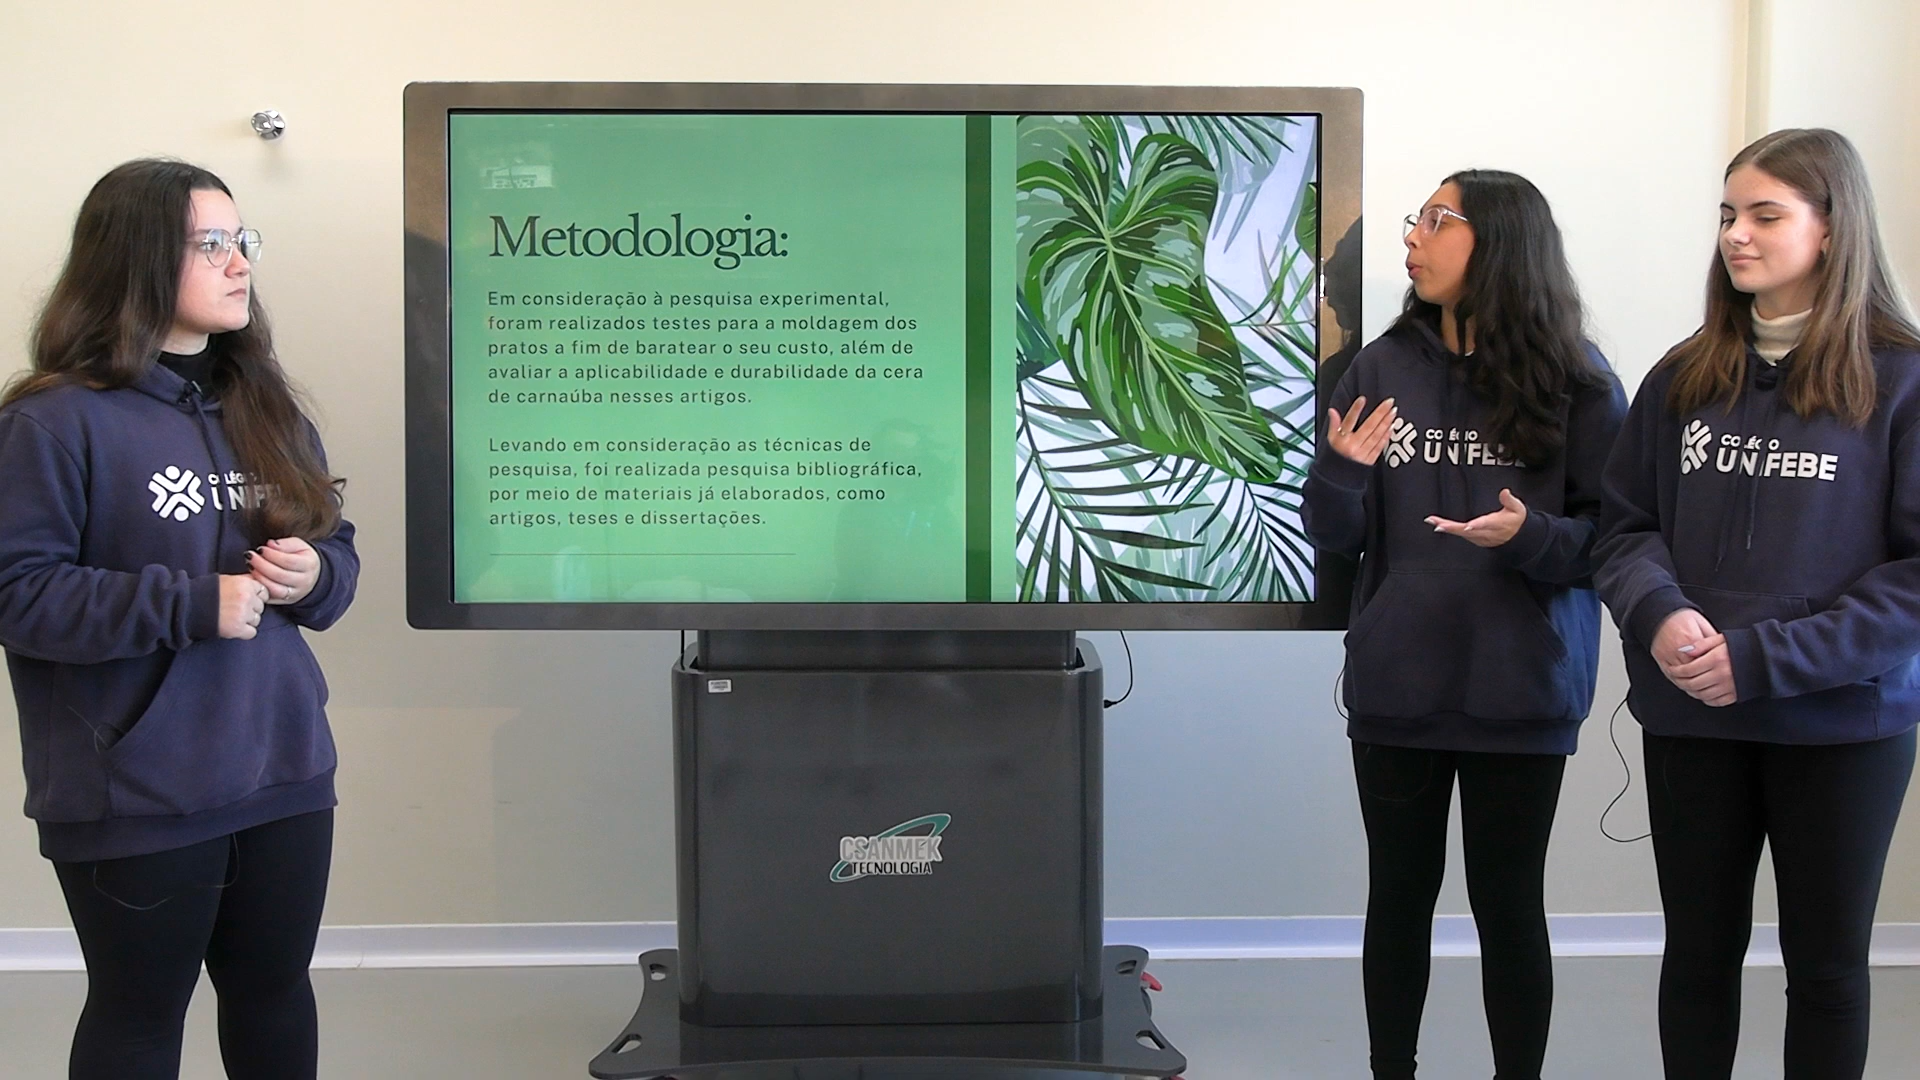 Metodologia:
Em consideração à pesquisa experimental,
foram realizados testes para a moldagem dos
pratos a fim de baratear o seu custo, além de
avaliar a aplicabilidade e durabilidade da cera
de carnaúba nesses artigos.
Levando em consideração as técnicas de
pesquisa, foi realizada pesquisa bibliográfica,
por meio de materiais já elaborados, como
artigos, teses e dissertações.
COLÉGIO
UNIFEBE
COLÉGIO
UNIFEBE
CSANMEK
TECNOLOGIA